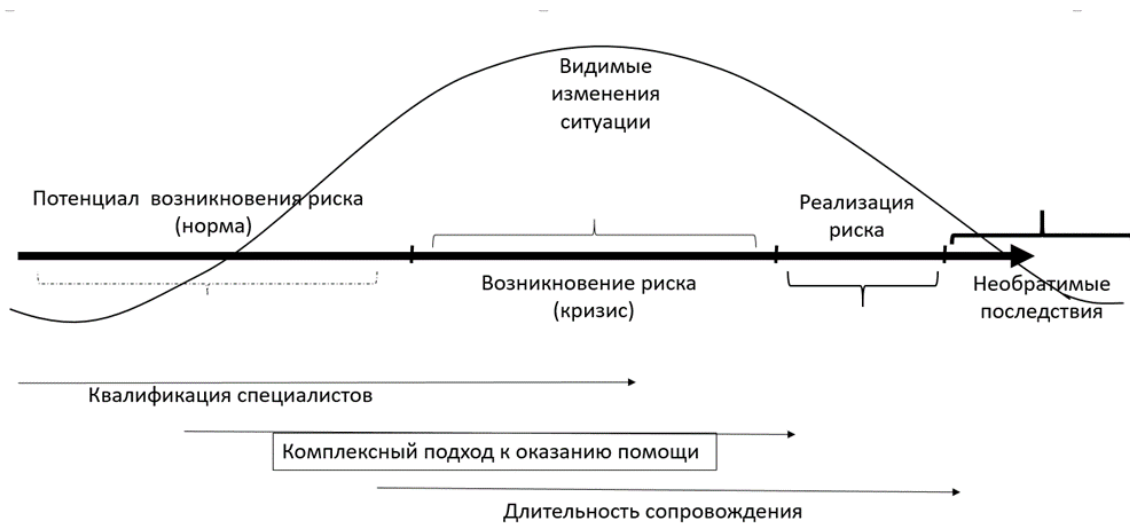 Видимые
изменения
ситуации
Потенциал возникновения риска
(норма)
Реализация
риска
Возникновение риска
(кризис)
Необратимые
последствия
Квалификация специалистов
Комплексный подход к оказанию помощи
Длительность сопровождения